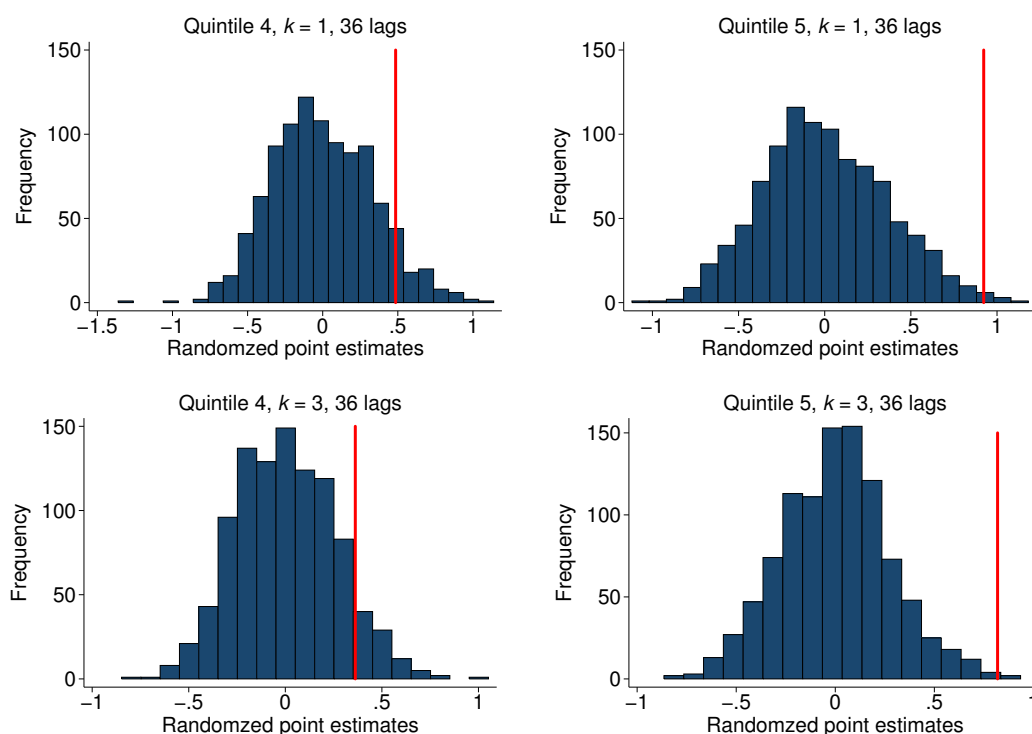 Quintile 4, k = 1, 36 lags
150
100
50
0
Frequency
−1.5 −1 −.5 0 .5 1
Randomzed point estimates
Quintile 5, k = 1, 36 lags
150
100
50
0
Frequency
−1 −.5 0 .5 1
Randomzed point estimates
Quintile 4, k = 3, 36 lags
150
100
50
0
Frequency
−1 −.5 0 .5 1
Randomzed point estimates
Quintile 5, k = 3, 36 lags
150
100
50
0
Frequency
−1 −.5 0 .5 1
Randomzed point estimates